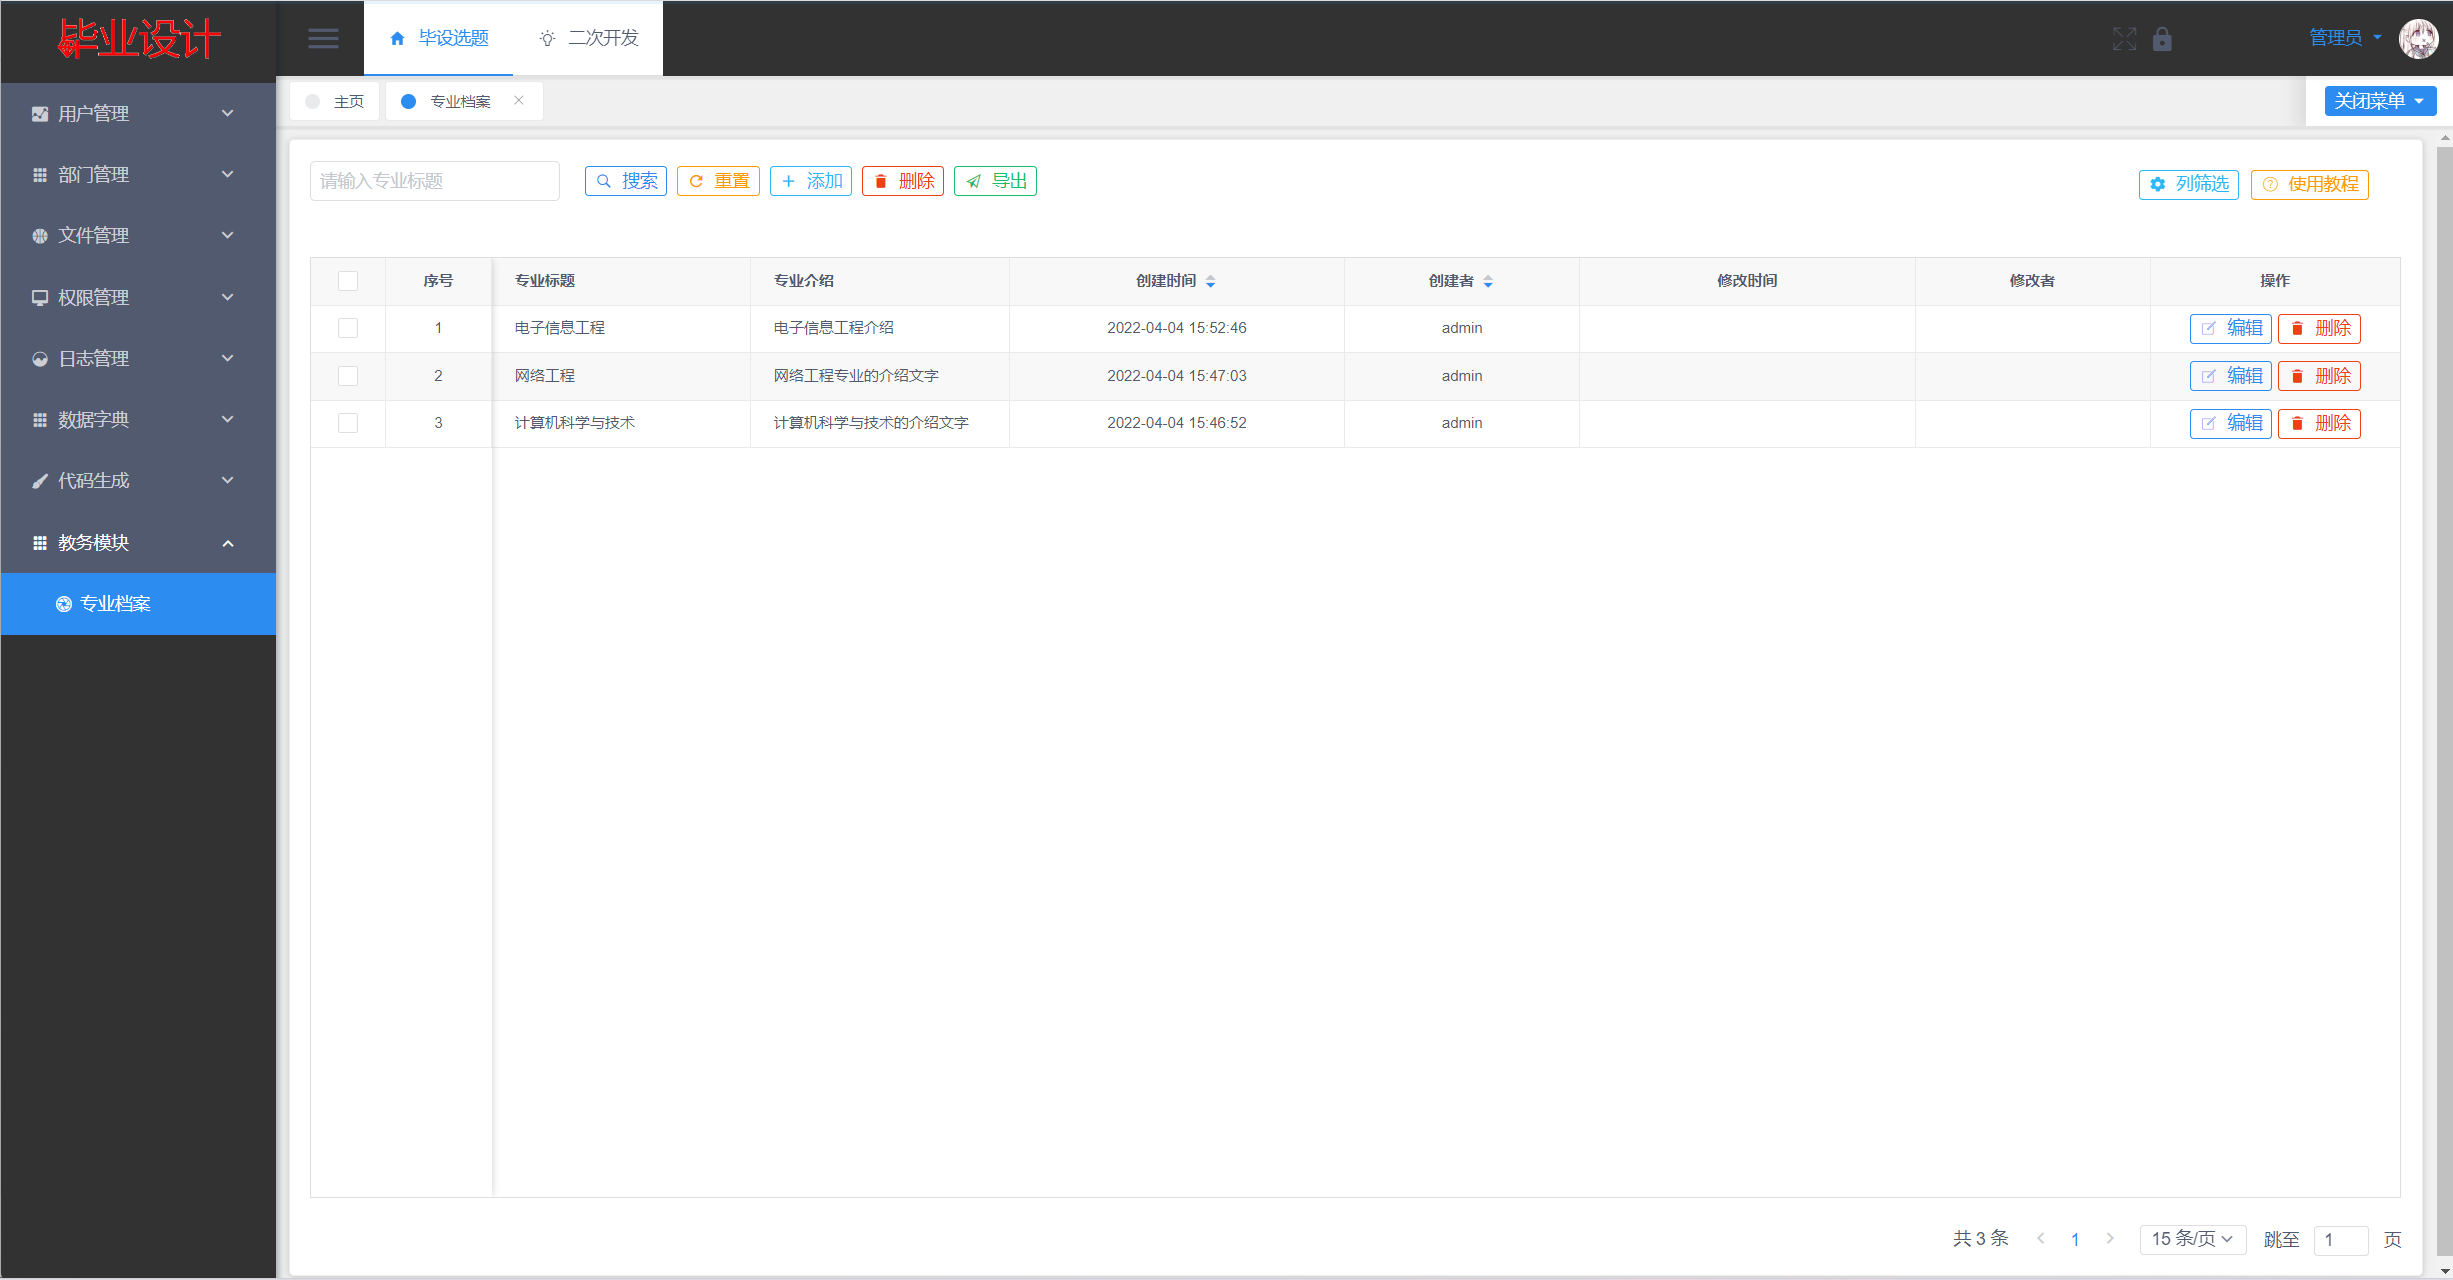 毕业设计
毕设选题
二次开发
管理员
用户管理
部门管理
文件管理
权限管理
日志管理
数据字典
代码生成
教务模块
专业档案
主页
专业档案
关闭菜单
请输入专业标题
搜索
重置
添加
删除
导出
列筛选
使用教程
序号 专业标题 专业介绍 创建时间 创建者 修改时间 修改者 操作
1 电子信息工程 电子信息工程介绍 2022-04-04 15:52:46 admin 编辑 删除
2 网络工程 网络工程专业的介绍文字 2022-04-04 15:47:03 admin 编辑 删除
3 计算机科学与技术 计算机科学与技术的介绍文字 2022-04-04 15:46:52 admin 编辑 删除
共 3 条 1 15 条/页 跳至 1 页